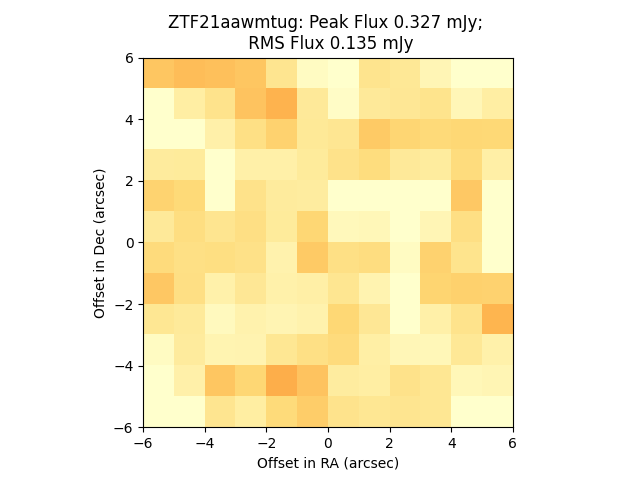 ZTF21aawmtug: Peak Flux 0.327 mJy;
RMS Flux 0.135 mJy
6
4
2
0
−2
−4
−6
Offset in Dec (arcsec)
−6 −4 −2 0 2 4 6
Offset in RA (arcsec)